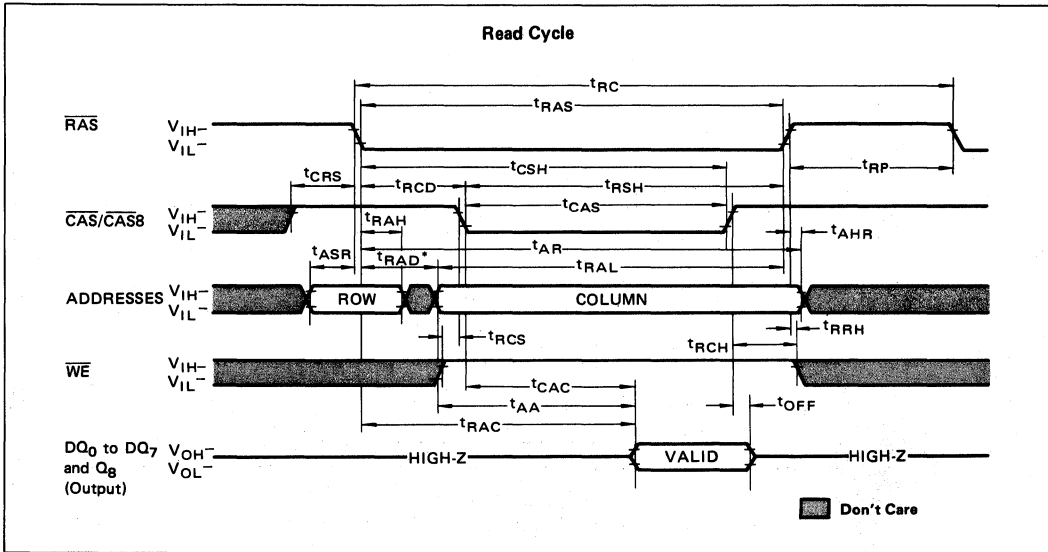 Read Cycle
tRC
tRAS
RAS VIH–
VIL–
tCRS tRCD tCSH tRSH tRP
CAS/CAS8 VIH–
VIL–
tRAH tCAS tAHR
tAR
tASR tRAD* tRAL
ADDRESSES VIH–
VIL–
ROW COLUMN
tRCS tRCH tRRH
WE VIH–
VIL–
tCAC
tAA tOFF
tRAC
DQ0 to DQ7 and Q8 (Output)
VOH–
VOL–
HIGH-Z VALID HIGH-Z
Don't Care